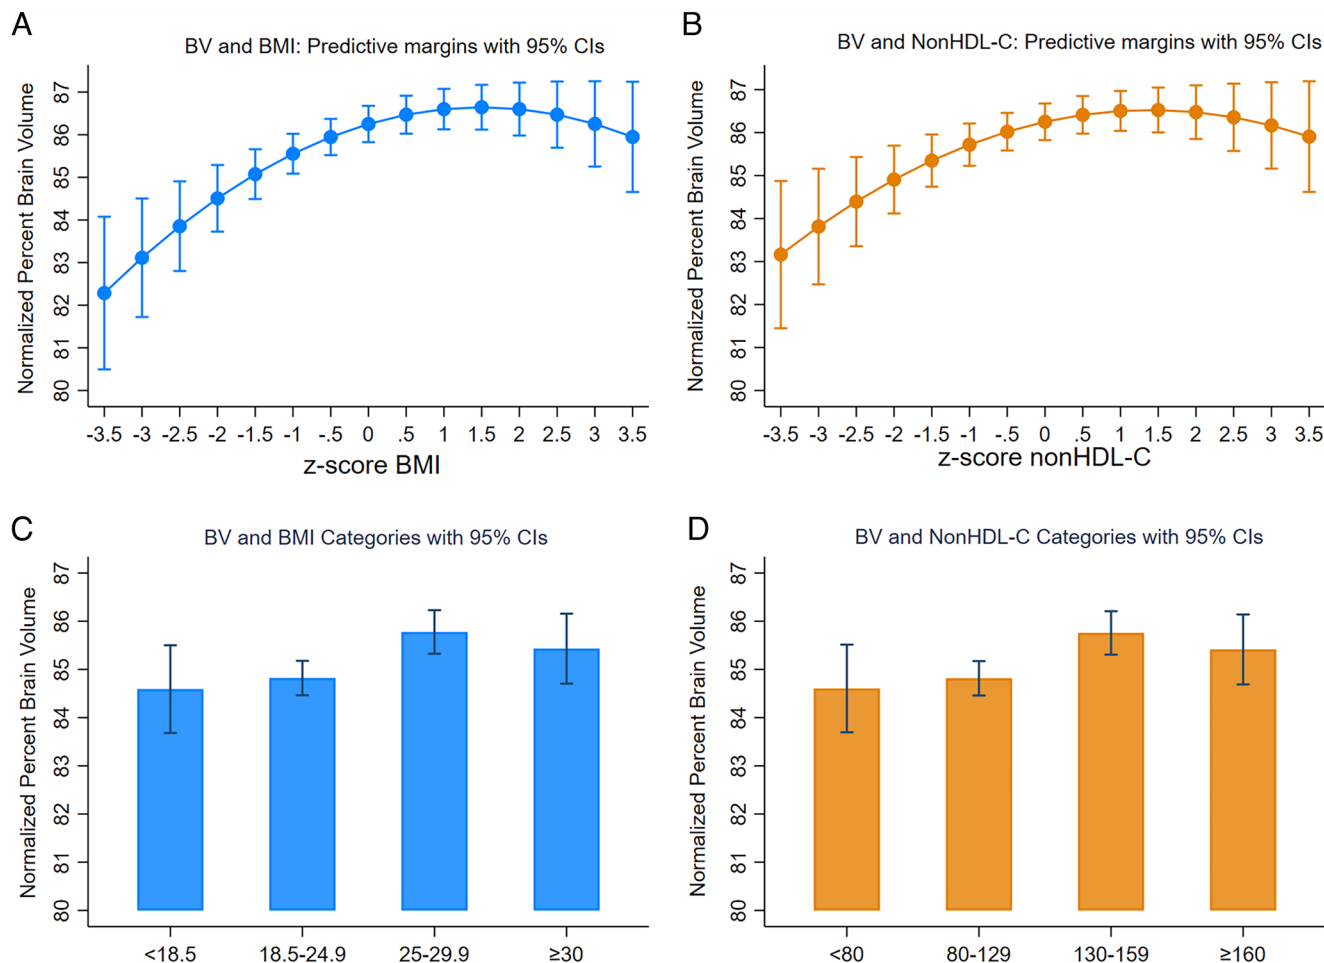 A
BV and BMI: Predictive margins with 95% CIs
Normalized Percent Brain Volume
87
86
85
84
83
82
81
80
-3.5 -3 -2.5 -2 -1.5 -1 -.5 0 .5 1 1.5 2 2.5 3 3.5
z-score BMI
B
BV and NonHDL-C: Predictive margins with 95% CIs
Normalized Percent Brain Volume
87
86
85
84
83
82
81
80
-3.5 -3 -2.5 -2 -1.5 -1 -.5 0 .5 1 1.5 2 2.5 3 3.5
z-score nonHDL-C
C
BV and BMI Categories with 95% CIs
Normalized Percent Brain Volume
87
86
85
84
83
82
81
80
<18.5 18.5-24.9 25-29.9 ≥30
D
BV and NonHDL-C Categories with 95% CIs
Normalized Percent Brain Volume
87
86
85
84
83
82
81
80
<80 80-129 130-159 ≥160